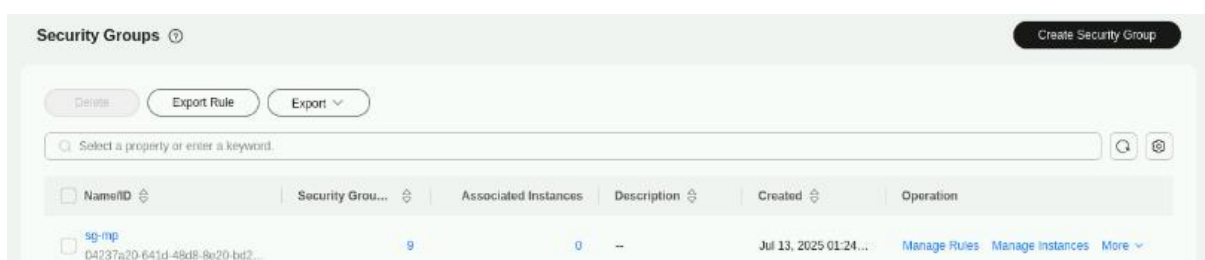 Security Groups
Create Security Group
Delete Export Rule Export
Select a property or enter a keyword.
Name/ID Security Grou... Associated Instances Description Created Operation
sg-mp 9 0 -- Jul 13, 2025 01:24... Manage Rules Manage Instances More
04237a20-641d-48d8-8e20-bd2...